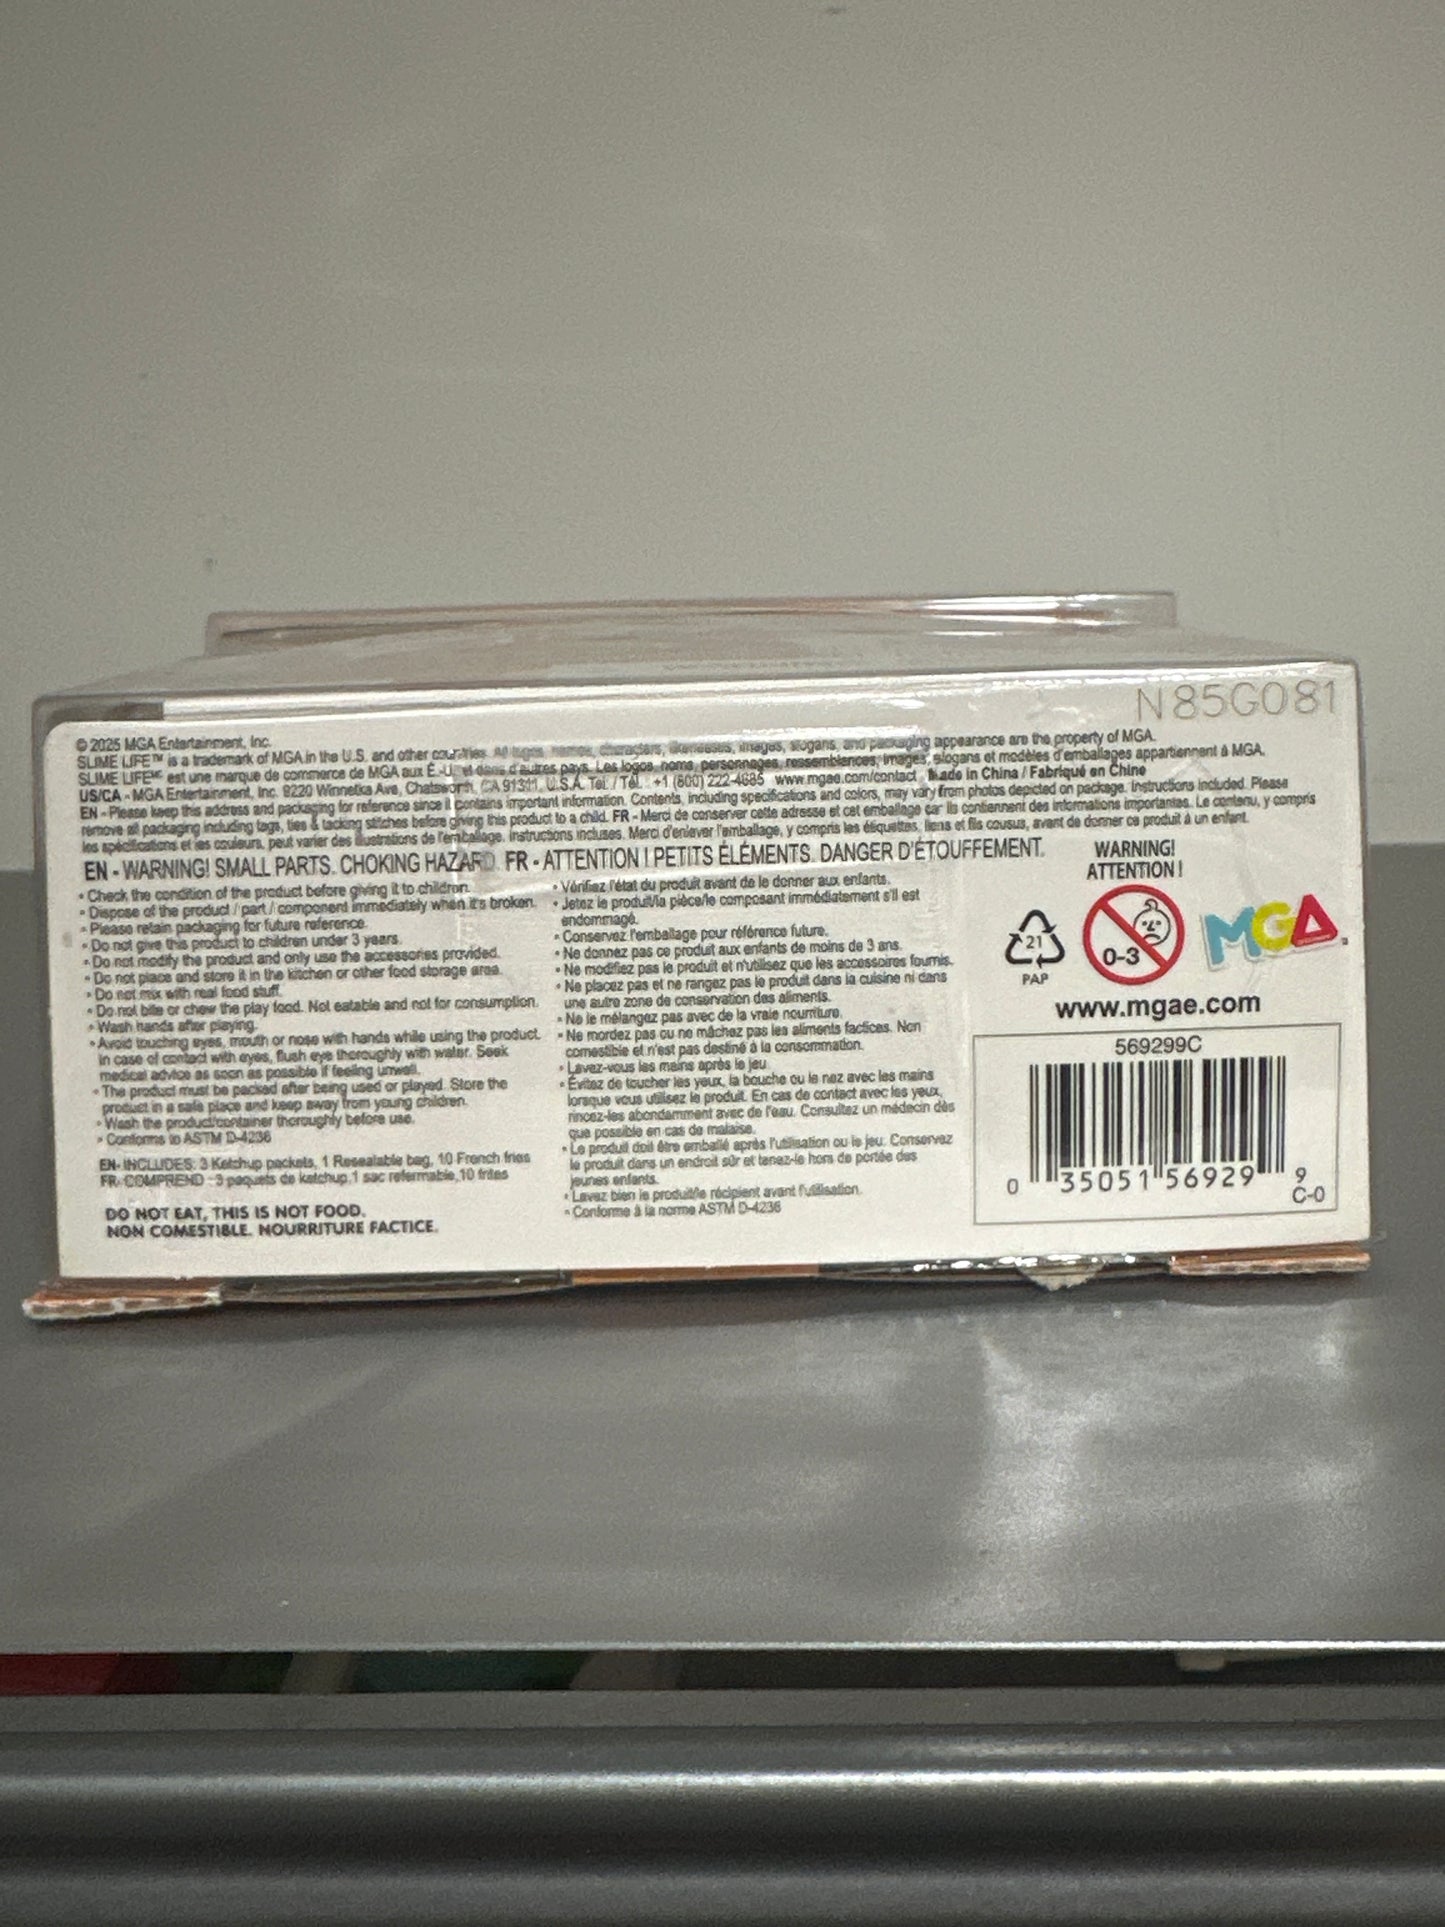 N85G081
© 2025 MGA Entertainment, Inc.
SLIME LIFE™ is a trademark of MGA in the U.S. and other countries. All logos, names, characters, likenesses, images, slogans, and packaging appearance are the property of MGA.
SLIME LIFEMC est une marque de commerce de MGA aux É.-U. et dans d'autres pays. Les logos, noms, personnages, ressemblances, images, slogans et modèles d'emballages appartiennent à MGA.
US/CA - MGA Entertainment, Inc. 9220 Winnetka Ave, Chatsworth, CA 91311, U.S.A. Tel. / Tél.: +1 (800) 222-4685 www.mgae.com/contact Made in China / Fabriqué en Chine
EN - Please keep this address and packaging for reference since it contains important information. Contents, including specifications and colors, may vary from photos depicted on package. Instructions included. Please
remove all packaging including tags, ties & tacking stitches before giving this product to a child. FR - Merci de conserver cette adresse et cet emballage car ils contiennent des informations importantes. Le contenu, y compris
les spécifications et les couleurs, peut varier des illustrations de l'emballage. Instructions incluses. Merci d'enlever l'emballage, y compris les étiquettes, liens et fils cousus, avant de donner ce produit à un enfant.
EN - WARNING! SMALL PARTS. CHOKING HAZARD. FR - ATTENTION ! PETITS ÉLÉMENTS. DANGER D'ÉTOUFFEMENT.
• Check the condition of the product before giving it to children.
• Dispose of the product / part / component immediately when it's broken.
• Please retain packaging for future reference.
• Do not give this product to children under 3 years.
• Do not modify the product and only use the accessories provided.
• Do not place and store it in the kitchen or other food storage area.
• Do not mix with real food stuff.
• Do not bite or chew the play food. Not eatable and not for consumption.
• Wash hands after playing.
• Avoid touching eyes, mouth or nose with hands while using the product.
In case of contact with eyes, flush eye thoroughly with water. Seek
medical advice as soon as possible if feeling unwell.
• The product must be packed after being used or played. Store the
product in a safe place and keep away from young children.
• Wash the product/container thoroughly before use.
• Conforms to ASTM D-4236
EN- INCLUDES: 3 Ketchup packets, 1 Resealable bag, 10 French fries
FR- COMPREND : 3 paquets de ketchup, 1 sac refermable, 10 frites
DO NOT EAT, THIS IS NOT FOOD.
NON COMESTIBLE. NOURRITURE FACTICE.
• Vérifiez l'état du produit avant de le donner aux enfants.
• Jetez le produit/la pièce/le composant immédiatement s'il est
endommagé.
• Conservez l'emballage pour référence future.
• Ne donnez pas ce produit aux enfants de moins de 3 ans.
• Ne modifiez pas le produit et n'utilisez que les accessoires fournis.
• Ne placez pas et ne rangez pas le produit dans la cuisine ni dans
une autre zone de conservation des aliments.
• Ne le mélangez pas avec de la vraie nourriture.
• Ne mordez pas ou ne mâchez pas les aliments factices. Non
comestible et n'est pas destiné à la consommation.
• Lavez-vous les mains après le jeu.
• Évitez de toucher les yeux, la bouche ou le nez avec les mains
lorsque vous utilisez le produit. En cas de contact avec les yeux,
rincez-les abondamment avec de l'eau. Consultez un médecin dès
que possible en cas de malaise.
• Le produit doit être emballé après l'utilisation ou le jeu. Conservez
le produit dans un endroit sûr et tenez-le hors de portée des
jeunes enfants.
• Lavez bien le produit/le récipient avant l'utilisation.
• Conforme à la norme ASTM D-4236
WARNING!
ATTENTION !
21
PAP
0-3
MGA
www.mgae.com
569299C
0 35051 56929 9
C-0